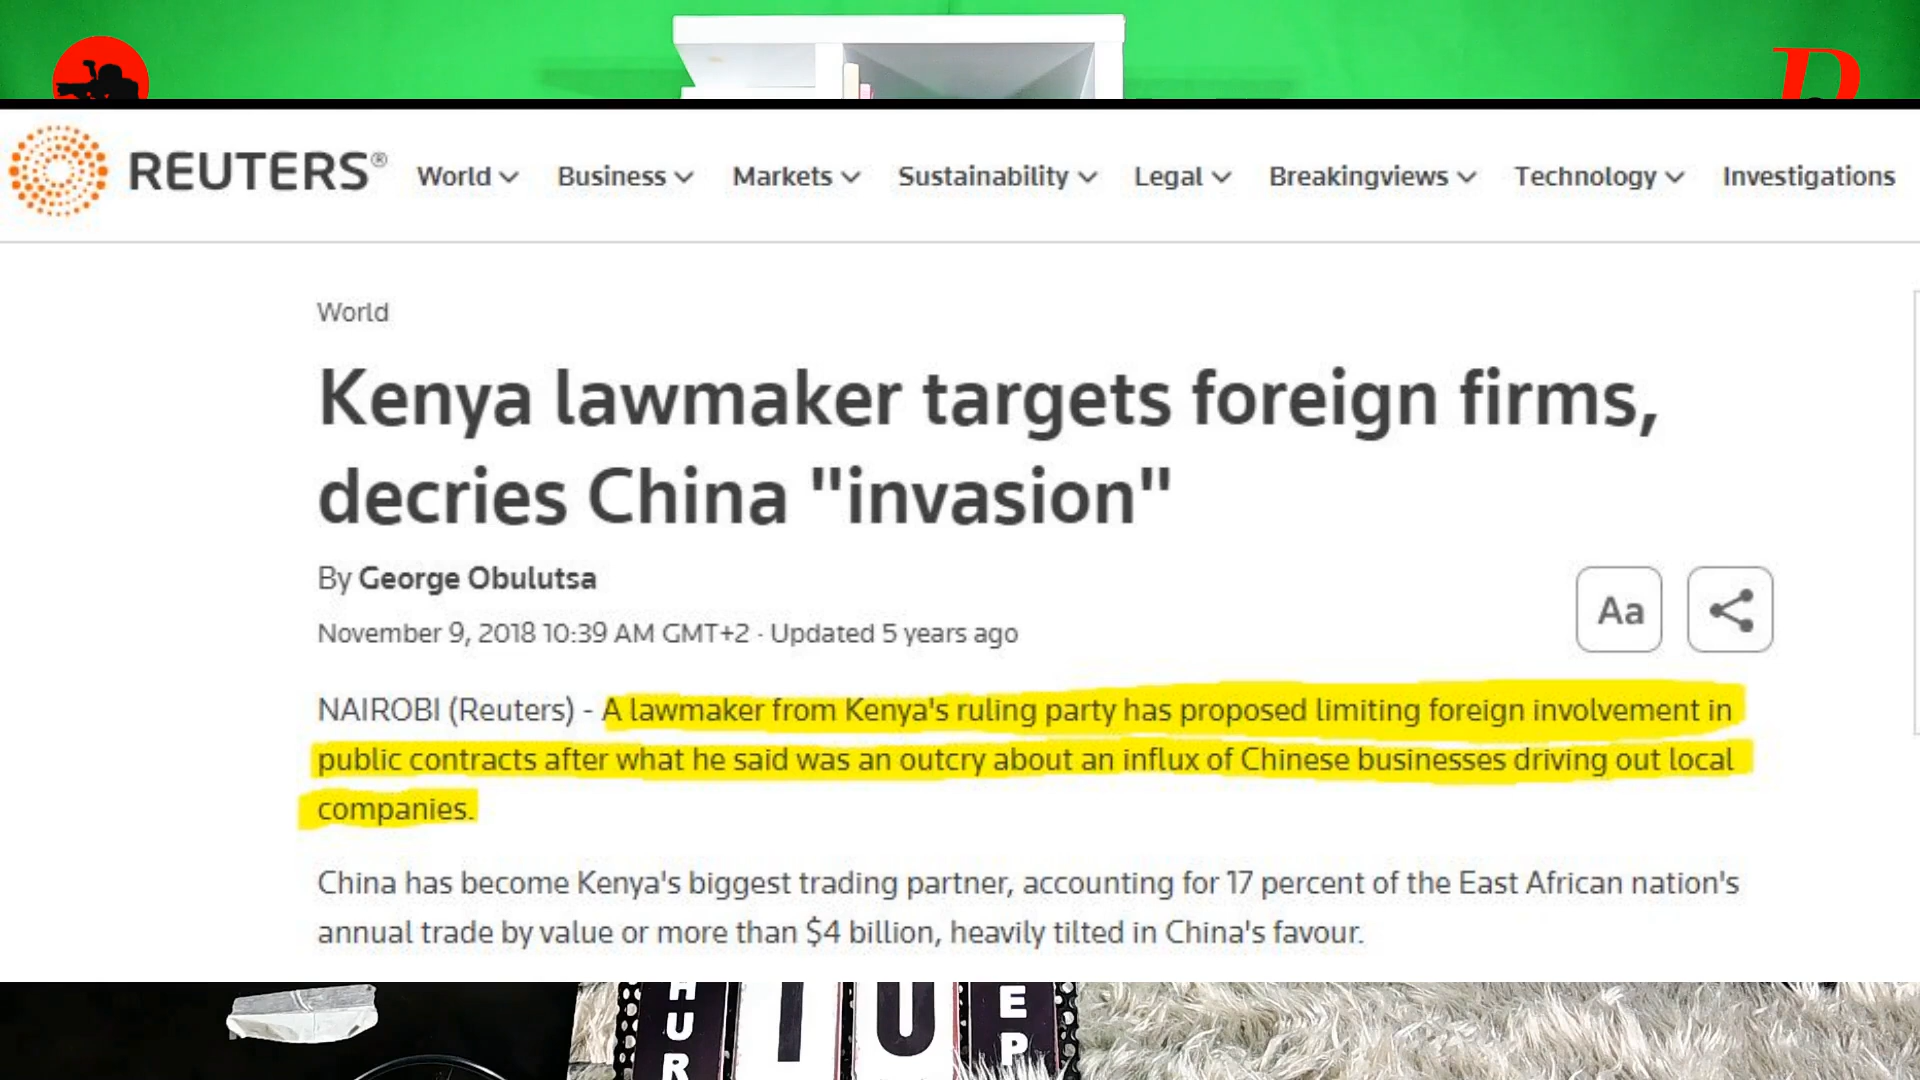 REUTERS®
World Business Markets Sustainability Legal Breakingviews Technology Investigations
World
Kenya lawmaker targets foreign firms,
decries China "invasion"
By George Obulutsa
November 9, 2018 10:39 AM GMT+2 · Updated 5 years ago
Aa
NAIROBI (Reuters) - A lawmaker from Kenya's ruling party has proposed limiting foreign involvement in
public contracts after what he said was an outcry about an influx of Chinese businesses driving out local
companies.
China has become Kenya's biggest trading partner, accounting for 17 percent of the East African nation's
annual trade by value or more than $4 billion, heavily tilted in China's favour.